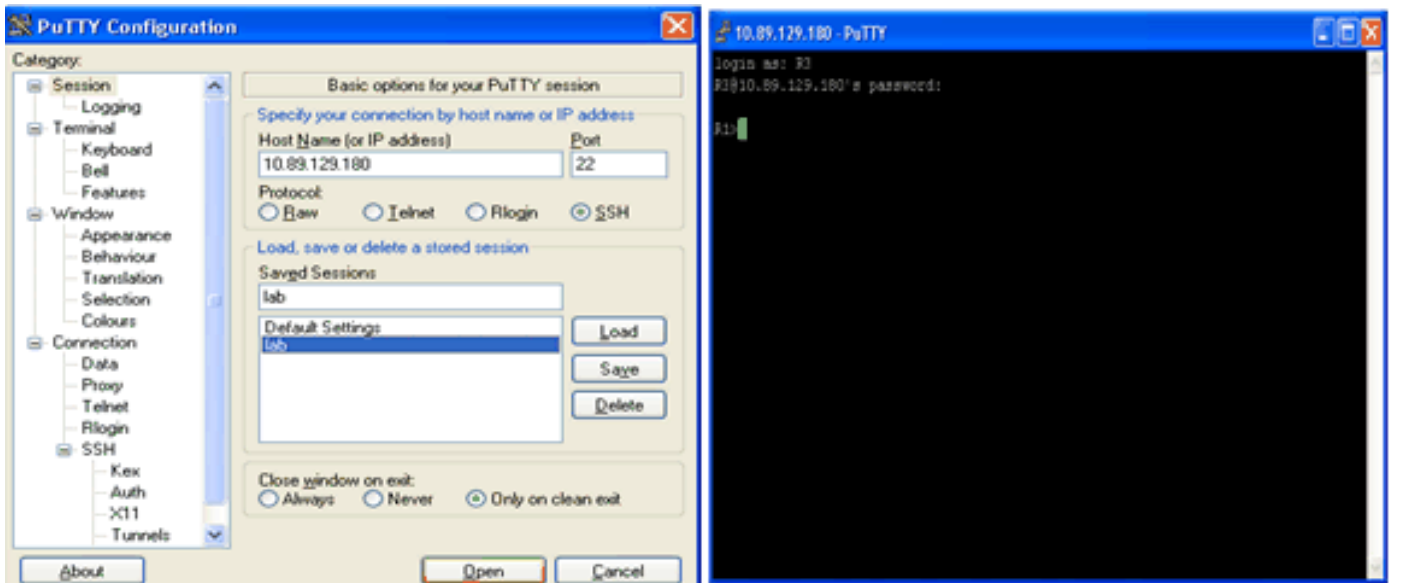 PuTTY Configuration
Category:
Session
Logging
Terminal
Keyboard
Bell
Features
Window
Appearance
Behaviour
Translation
Selection
Colours
Connection
Data
Proxy
Telnet
Rlogin
SSH
Kex
Auth
X11
Tunnels
Basic options for your PuTTY session
Specify your connection by host name or IP address
Host Name (or IP address)
Port
10.89.129.180
22
Protocol:
Raw
Telnet
Rlogin
SSH
Load, save or delete a stored session
Saved Sessions
lab
Default Settings
lab
Load
Save
Delete
Close window on exit:
Always
Never
Only on clean exit
About
Open
Cancel
10.89.129.180 - PuTTY
login as: R3
R3@10.89.129.180's password:
R1>